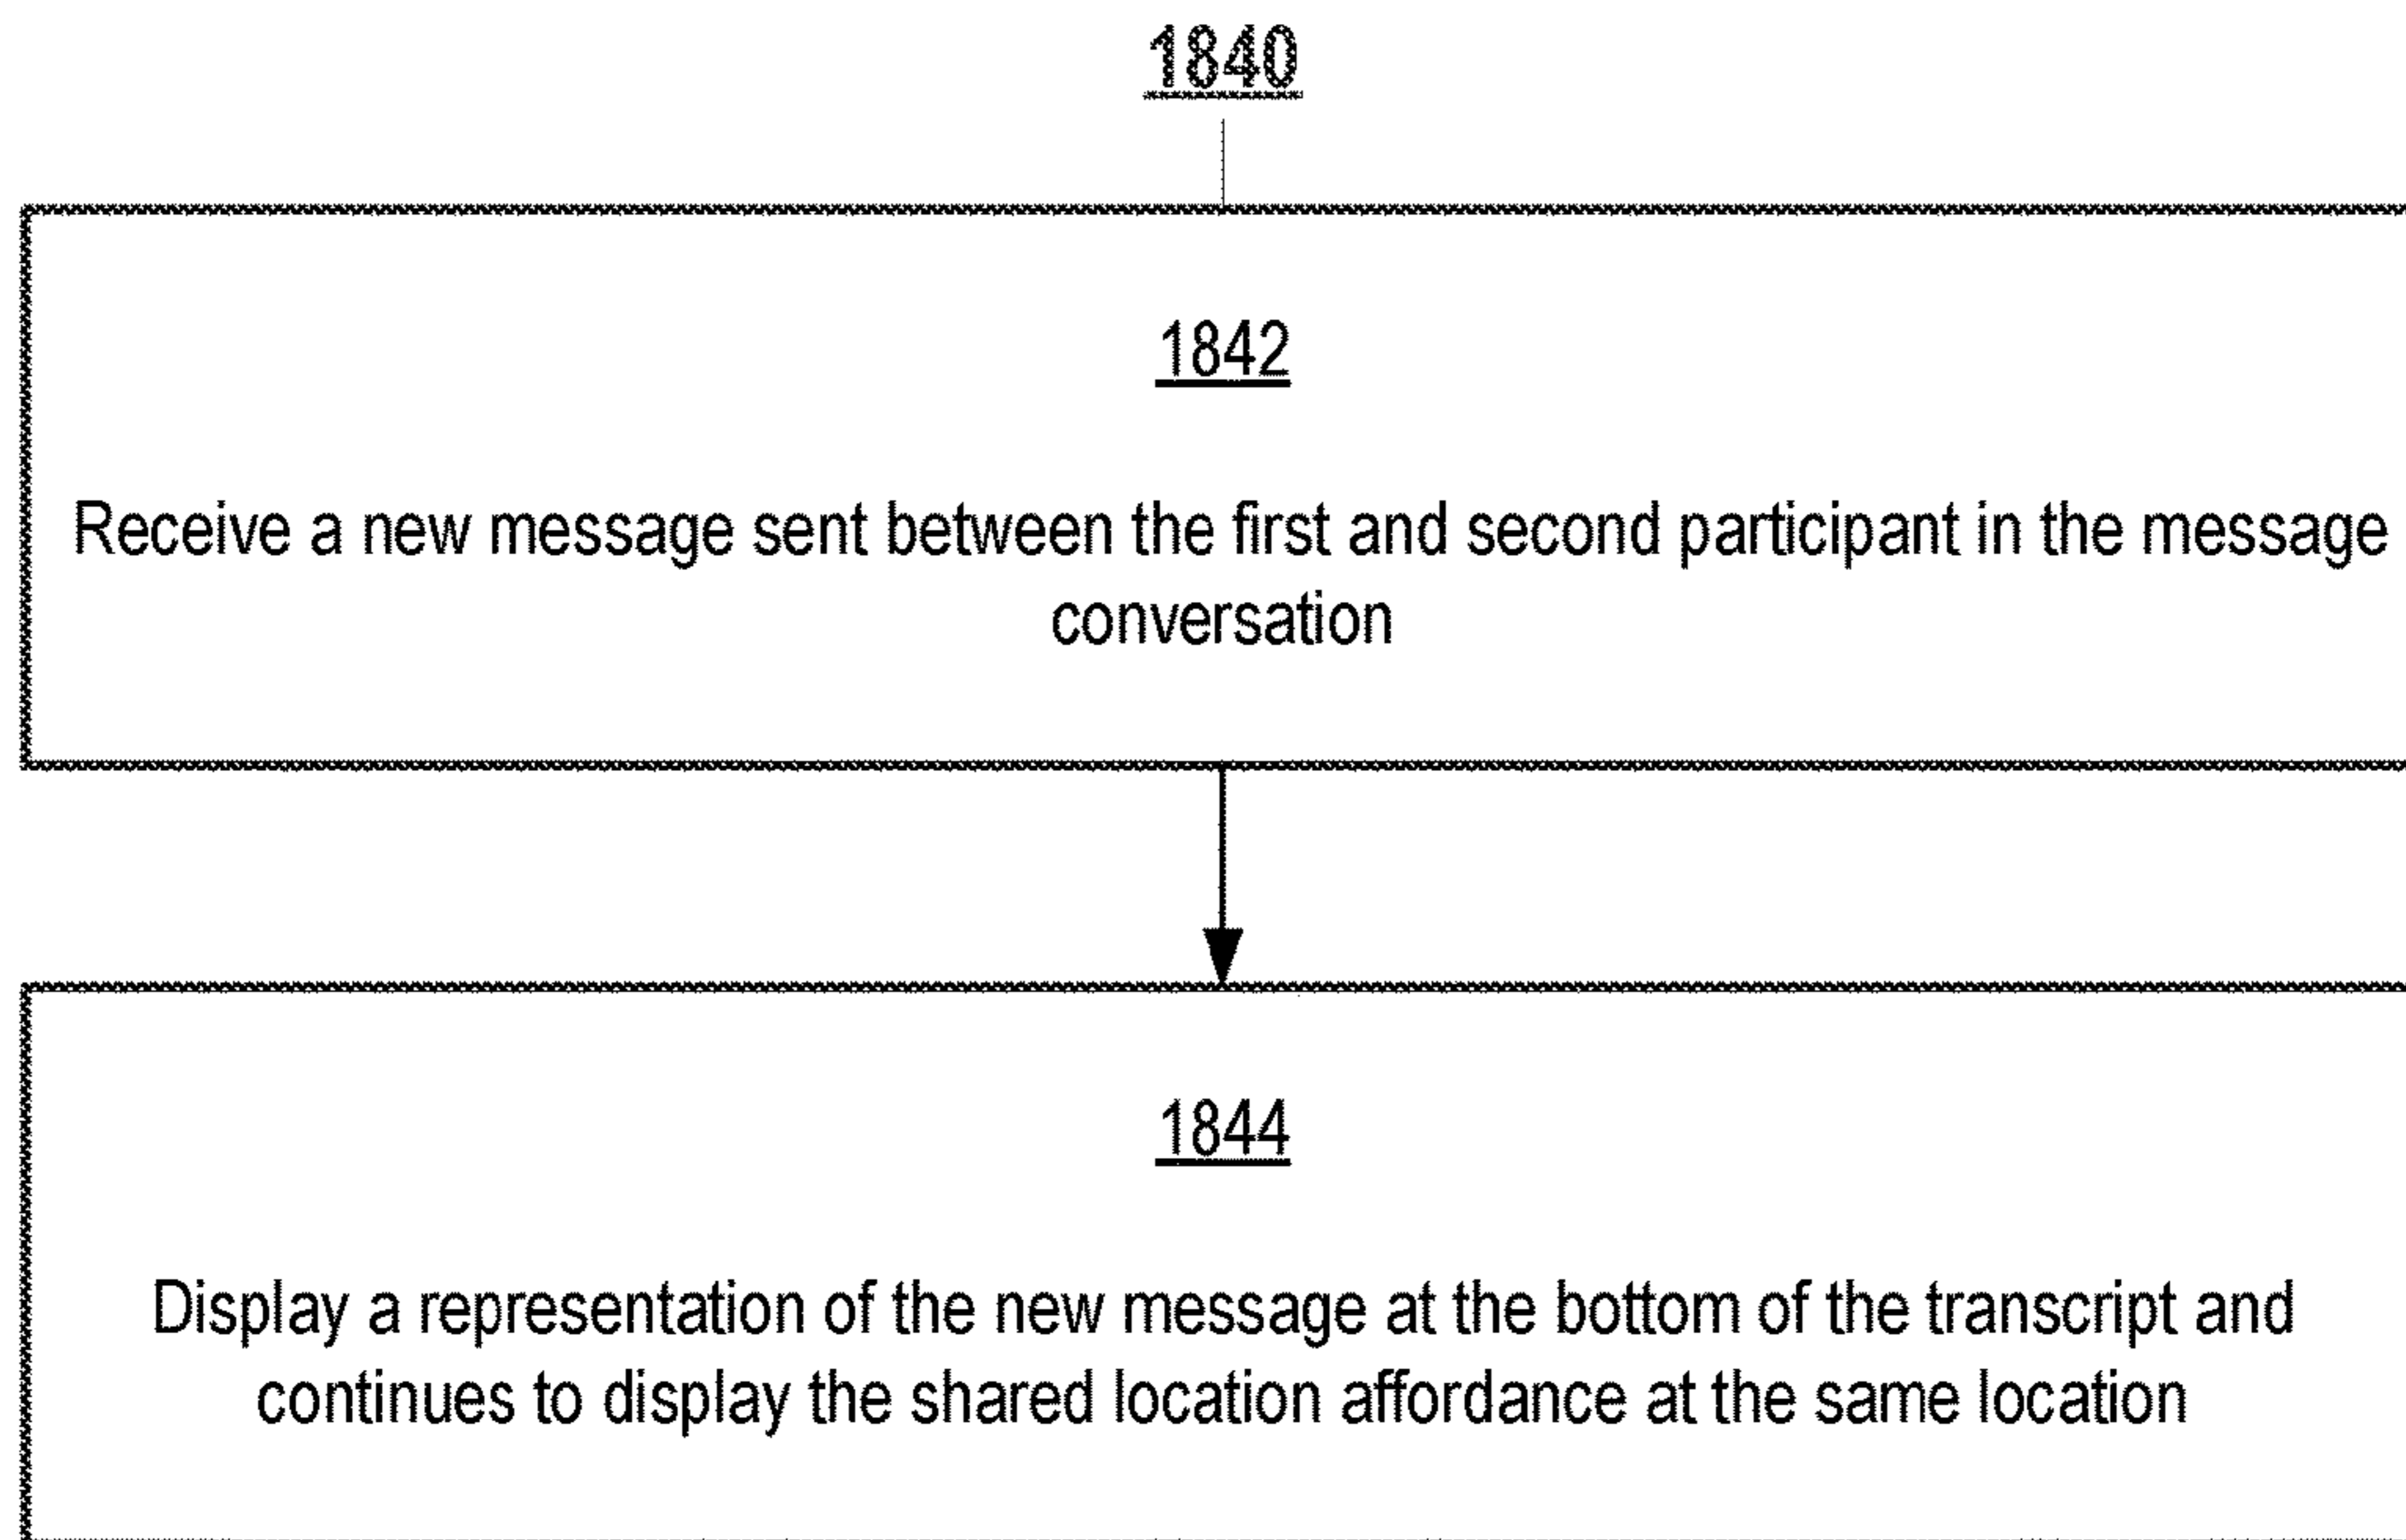 1840
1842
Receive a new message sent between the first and second participant in the message
conversation
1844
Display a representation of the new message at the bottom of the transcript and
continues to display the shared location affordance at the same location